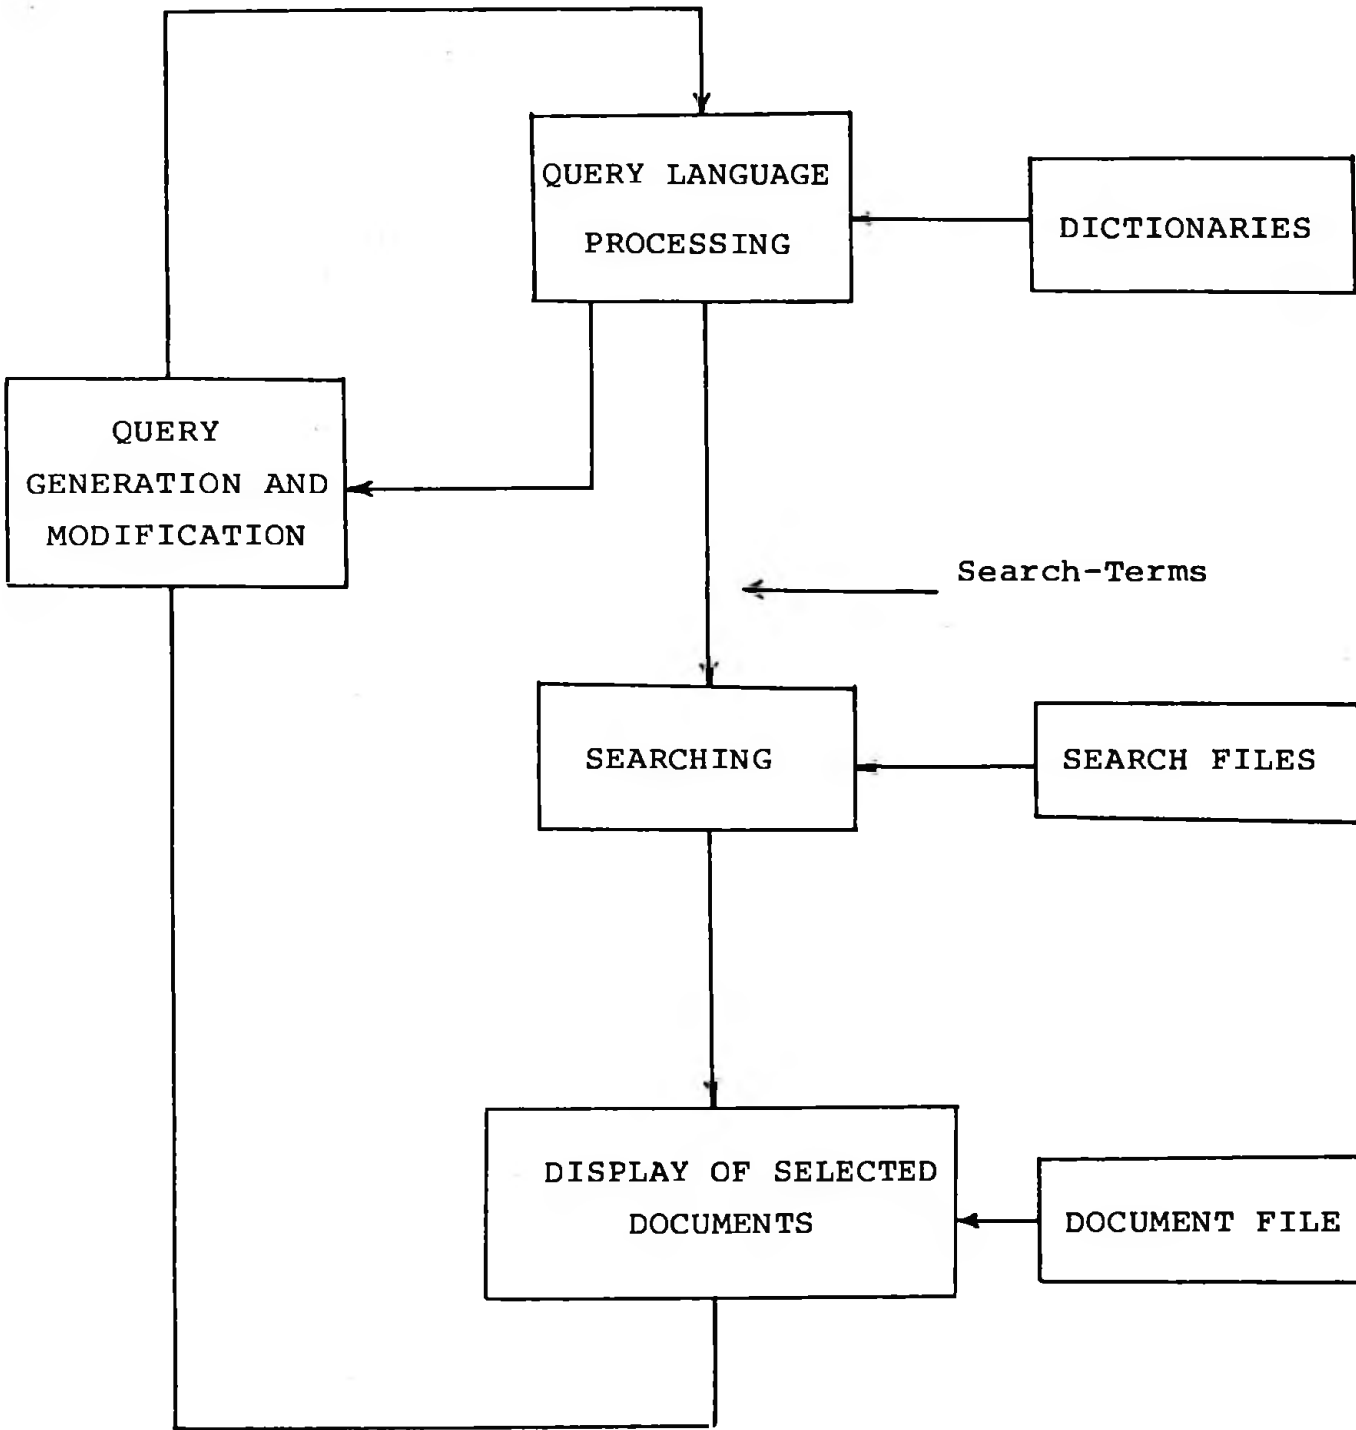 QUERY LANGUAGE
PROCESSING
DICTIONARIES
QUERY
GENERATION AND
MODIFICATION
Search-Terms
SEARCHING
SEARCH FILES
DISPLAY OF SELECTED
DOCUMENTS
DOCUMENT FILE